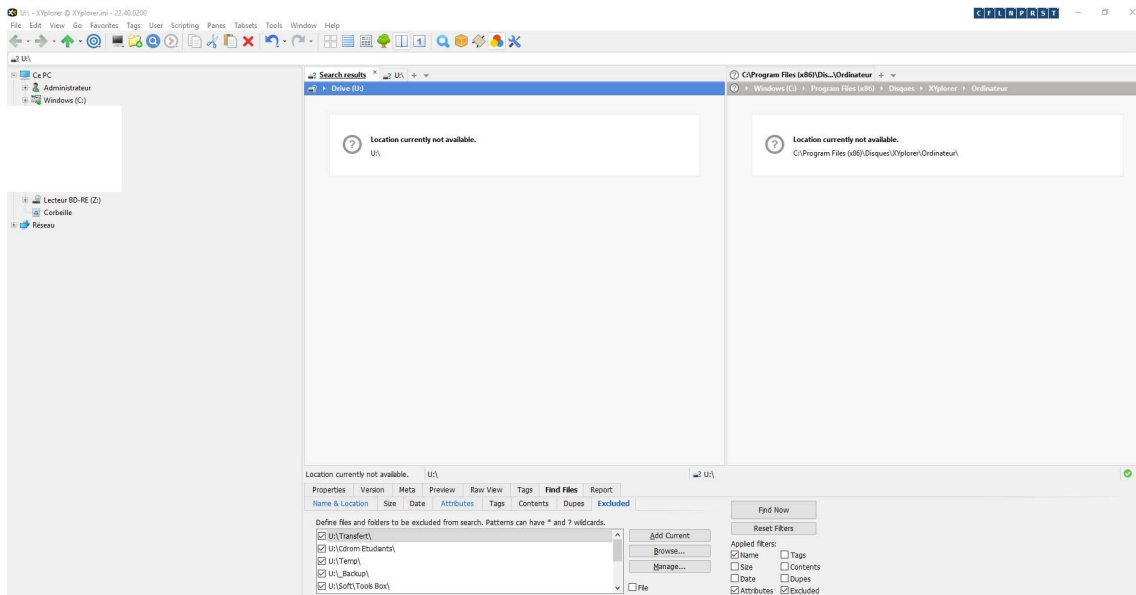 U:\ - XYplorer @ XYplorer.ini - 22.40.0200
C F L N P R S T
File Edit View Go Favorites Tags User Scripting Panes Tabsets Tools Window Help
U:\
Ce PC
Administrateur
Windows (C:)
Lecteur BD-RE (Z:)
Corbeille
Réseau
Search results U:\
Drive (U:)
Location currently not available.
U:\
C:\Program Files (x86)\Dis...\Ordinateur
Windows (C:) Program Files (x86) Disques XYplorer Ordinateur
Location currently not available.
C:\Program Files (x86)\Disques\XYplorer\Ordinateur\
Location currently not available. U:\ U:\
Properties Version Meta Preview Raw View Tags Find Files Report
Name & Location Size Date Attributes Tags Contents Dupes Excluded
Define files and folders to be excluded from search. Patterns can have * and ? wildcards.
U:\Transfert\
U:\Cdrom Etudiants\
U:\Temp\
U:\_Backup\
U:\Soft\Tools Box\
Add Current
Browse...
Manage...
File
Find Now
Reset Filters
Applied filters:
Name Tags
Size Contents
Date Dupes
Attributes Excluded